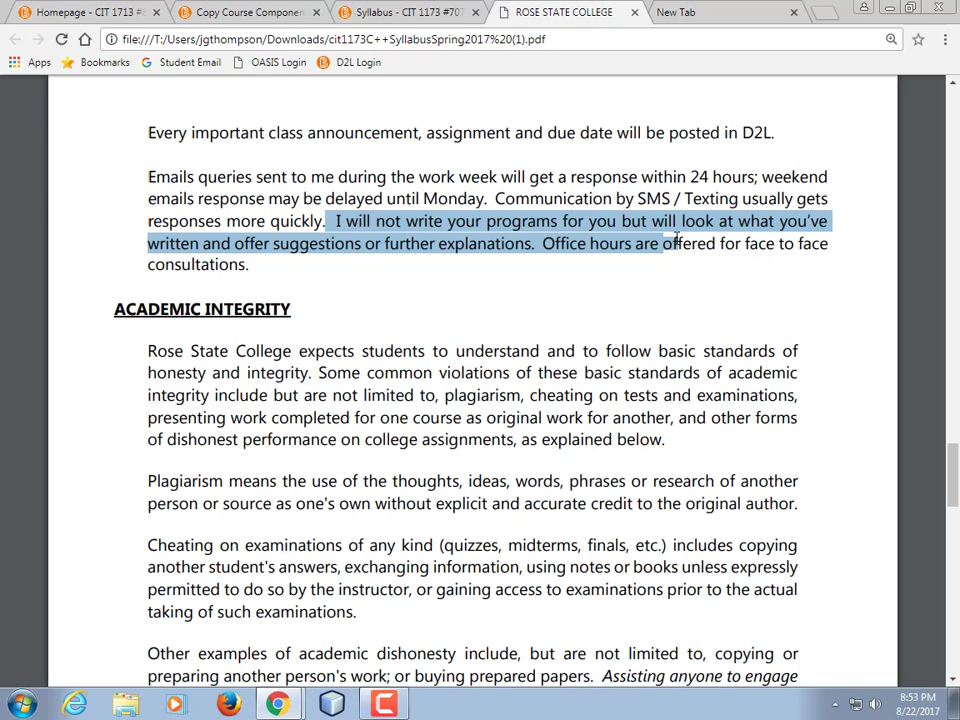 Homepage - CIT 1713 #8
Copy Course Componen
Syllabus - CIT 1173 #707
ROSE STATE COLLEGE
New Tab
file:///T:/Users/jgthompson/Downloads/cit1173C++SyllabusSpring2017%20(1).pdf
Apps
Bookmarks
Student Email
OASIS Login
D2L Login
Every important class announcement, assignment and due date will be posted in D2L.
Emails queries sent to me during the work week will get a response within 24 hours; weekend
emails response may be delayed until Monday. Communication by SMS / Texting usually gets
responses more quickly. I will not write your programs for you but will look at what you've
written and offer suggestions or further explanations. Office hours are offered for face to face
consultations.
ACADEMIC INTEGRITY
Rose State College expects students to understand and to follow basic standards of
honesty and integrity. Some common violations of these basic standards of academic
integrity include but are not limited to, plagiarism, cheating on tests and examinations,
presenting work completed for one course as original work for another, and other forms
of dishonest performance on college assignments, as explained below.
Plagiarism means the use of the thoughts, ideas, words, phrases or research of another
person or source as one's own without explicit and accurate credit to the original author.
Cheating on examinations of any kind (quizzes, midterms, finals, etc.) includes copying
another student's answers, exchanging information, using notes or books unless expressly
permitted to do so by the instructor, or gaining access to examinations prior to the actual
taking of such examinations.
Other examples of academic dishonesty include, but are not limited to, copying or
preparing another person's work; or buying prepared papers. Assisting anyone to engage
8:53 PM
8/22/2017